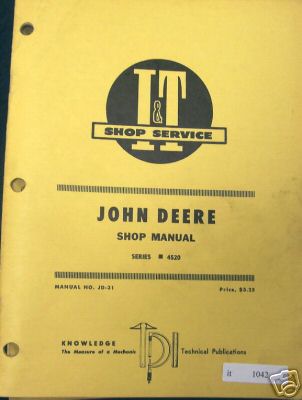 I&T
SHOP SERVICE
JOHN DEERE
SHOP MANUAL
SERIES ■ 4520
MANUAL NO. JD-31 Price, $3.25
KNOWLEDGE
The Measure of a Mechanic
Technical Publications
it 1042